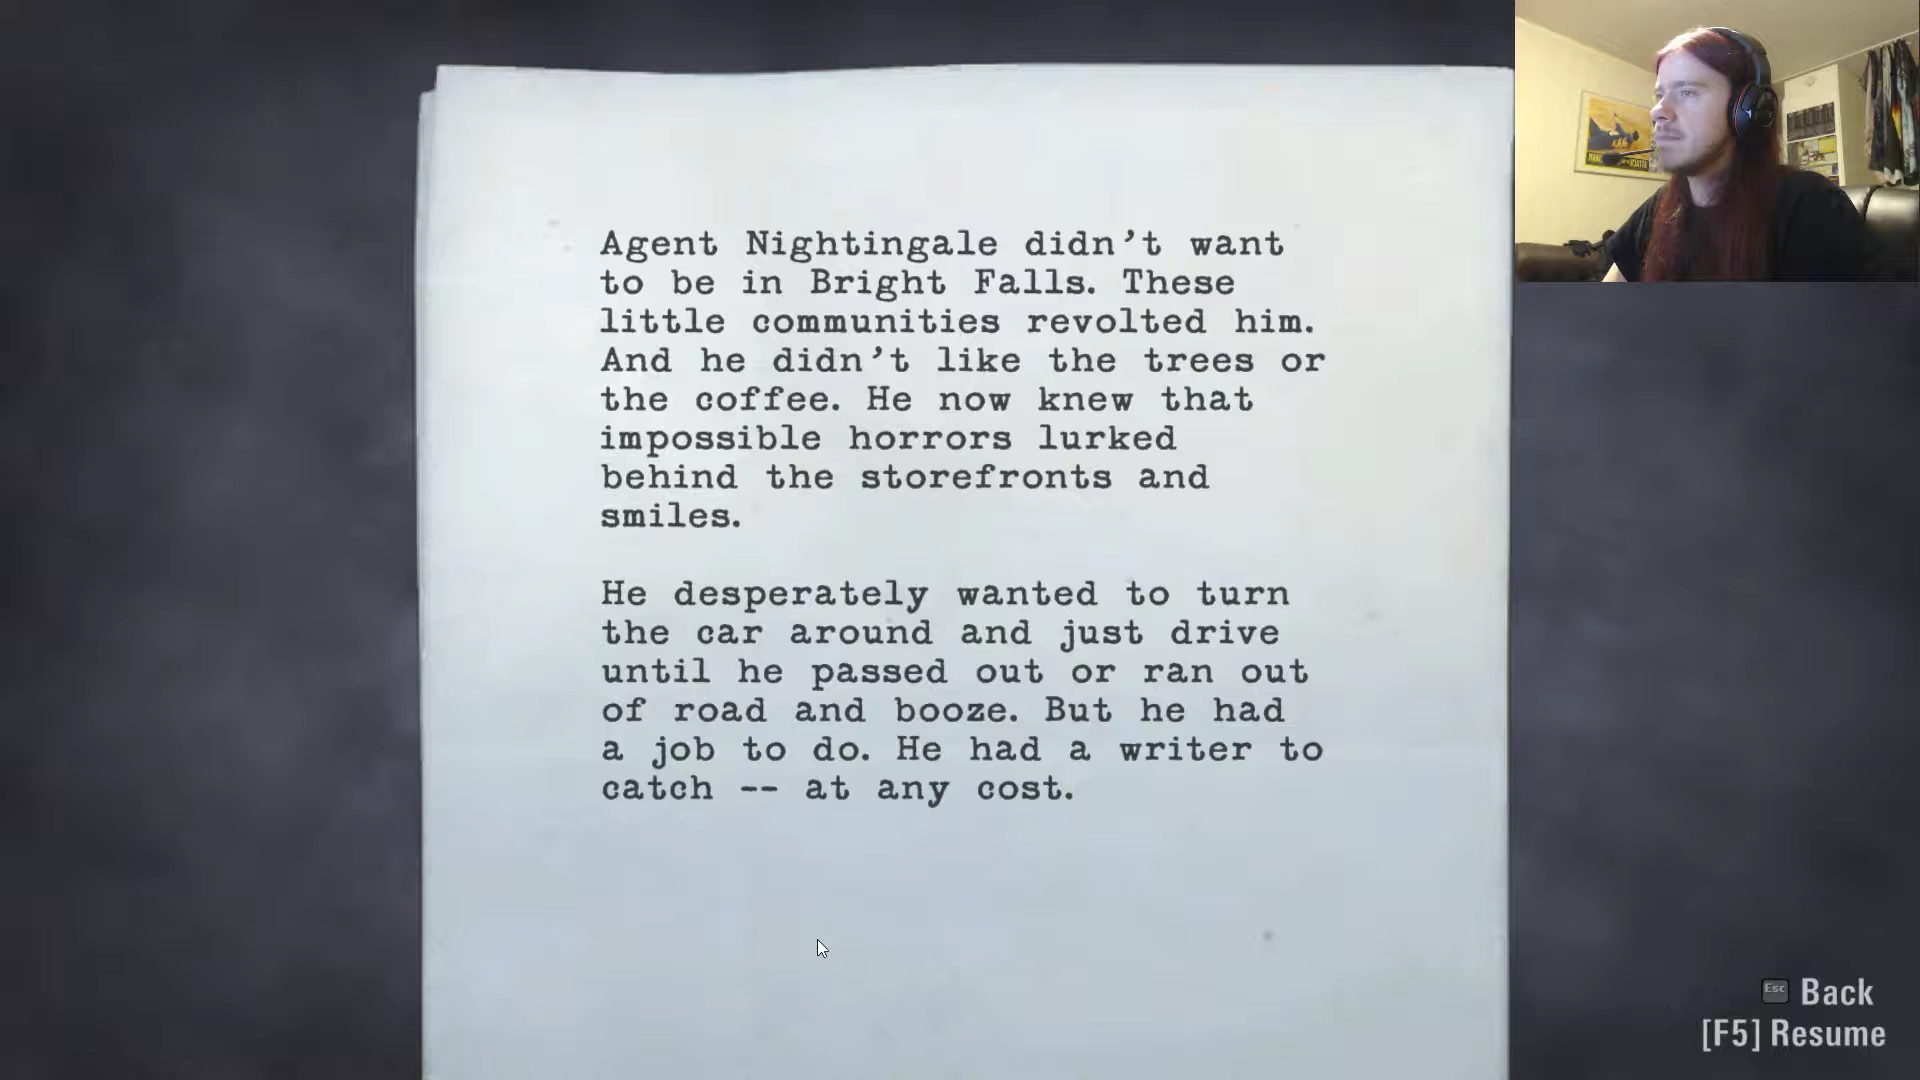 Agent Nightingale didn't want
to be in Bright Falls. These
little communities revolted him.
And he didn't like the trees or
the coffee. He now knew that
impossible horrors lurked
behind the storefronts and
smiles.
He desperately wanted to turn
the car around and just drive
until he passed out or ran out
of road and booze. But he had
a job to do. He had a writer to
catch -- at any cost.
Esc Back
[F5] Resume